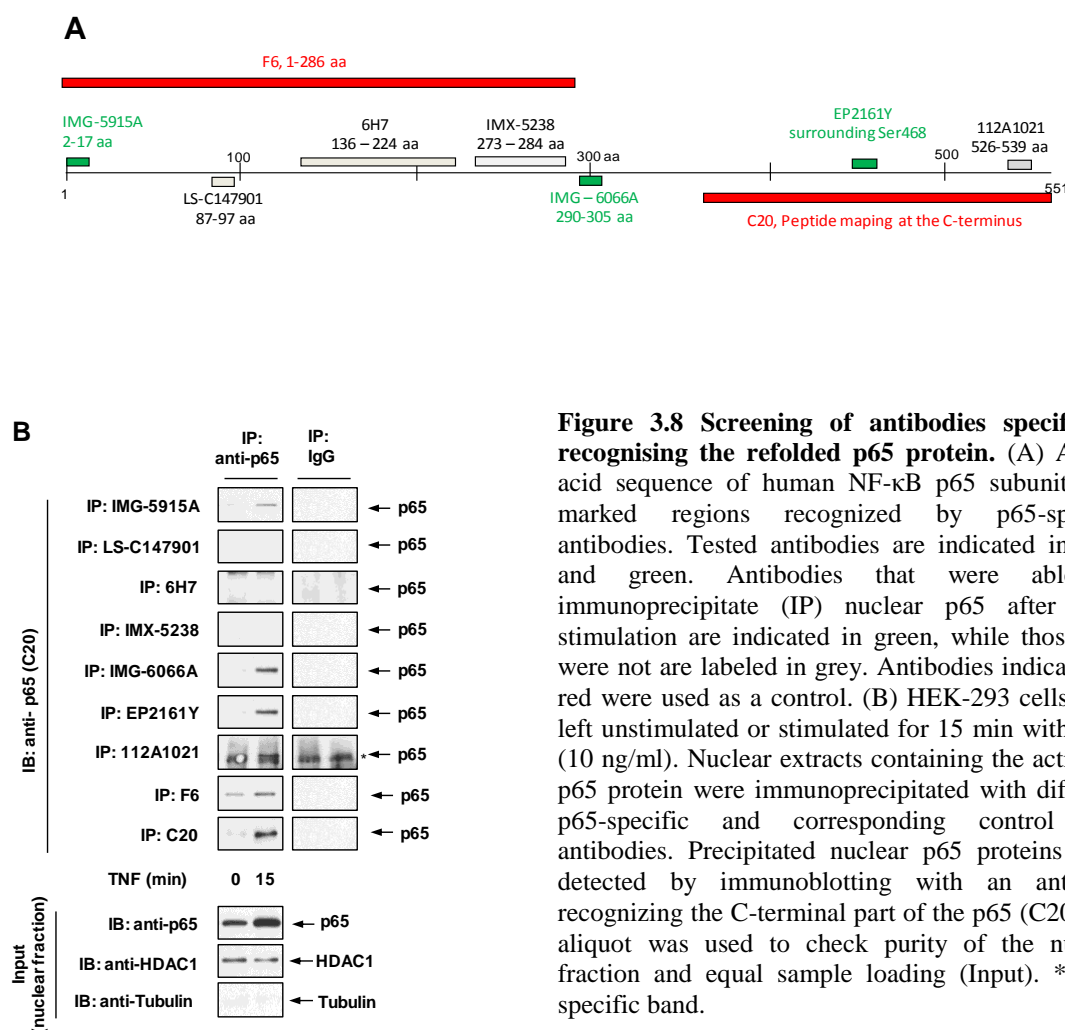 A
F6, 1-286 aa
IMG-5915A
2-17 aa
6H7
136 – 224 aa
IMX-5238
273 – 284 aa
EP2161Y
surrounding Ser468
112A1021
526-539 aa
100
300 aa
500
1
551
LS-C147901
87-97 aa
IMG – 6066A
290-305 aa
C20, Peptide maping at the C-terminus
B
IP:
anti-p65
IP:
IgG
IB: anti- p65 (C20)
IP: IMG-5915A
p65
IP: LS-C147901
p65
IP: 6H7
p65
IP: IMX-5238
p65
IP: IMG-6066A
p65
IP: EP2161Y
p65
IP: 112A1021
* p65
IP: F6
p65
IP: C20
p65
TNF (min) 0 15
Input
(nuclear fraction)
IB: anti-p65
p65
IB: anti-HDAC1
HDAC1
IB: anti-Tubulin
Tubulin
Figure 3.8 Screening of antibodies specif
recognising the refolded p65 protein. (A) A
acid sequence of human NF-κB p65 subunit
marked regions recognized by p65-sp
antibodies. Tested antibodies are indicated in
and green. Antibodies that were able
immunoprecipitate (IP) nuclear p65 after
stimulation are indicated in green, while thos
were not are labeled in grey. Antibodies indica
red were used as a control. (B) HEK-293 cells
left unstimulated or stimulated for 15 min with
(10 ng/ml). Nuclear extracts containing the acti
p65 protein were immunoprecipitated with dif
p65-specific and corresponding control
antibodies. Precipitated nuclear p65 proteins
detected by immunoblotting with an ant
recognizing the C-terminal part of the p65 (C20
aliquot was used to check purity of the nu
fraction and equal sample loading (Input). *
specific band.